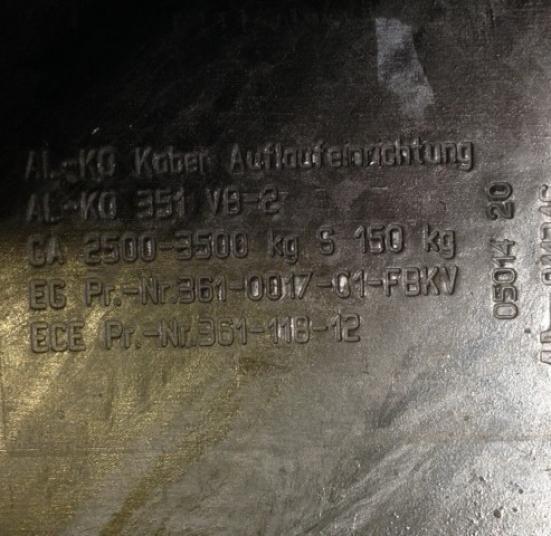 AL-KO Kober Auflaufeinrichtung
AL-KO 351 VB-2
GA 2500-3500 kg S 150 kg
EG Pr.-Nr.361-0017-01-FBKV
ECE Pr.-Nr.361-118-12
05014 20